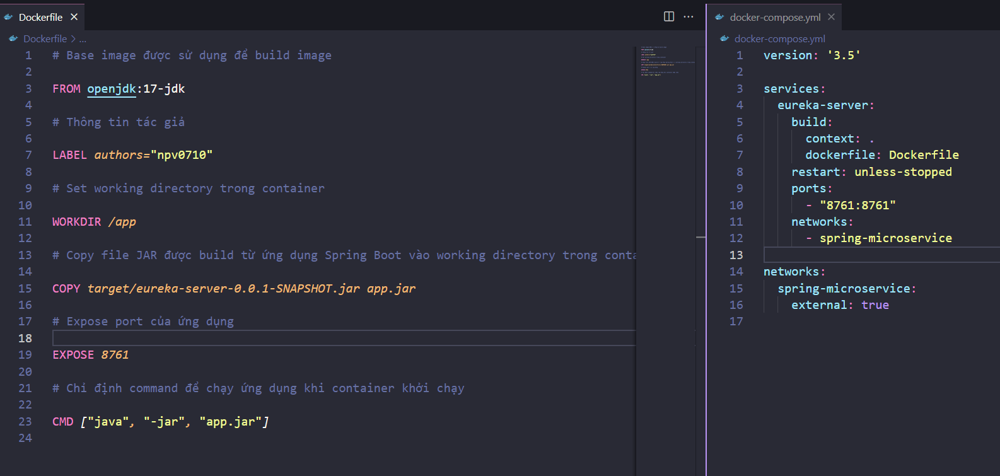 Dockerfile
Dockerfile > ...
1 # Base image được sử dụng để build image
2
3 FROM openjdk:17-jdk
4
5 # Thông tin tác giả
6
7 LABEL authors="npv0710"
8
9 # Set working directory trong container
10
11 WORKDIR /app
12
13 # Copy file JAR được build từ ứng dụng Spring Boot vào working directory trong conta
14
15 COPY target/eureka-server-0.0.1-SNAPSHOT.jar app.jar
16
17 # Expose port của ứng dụng
18
19 EXPOSE 8761
20
21 # Chỉ định command để chạy ứng dụng khi container khởi chạy
22
23 CMD ["java", "-jar", "app.jar"]
24
docker-compose.yml
docker-compose.yml
1 version: '3.5'
2
3 services:
4   eureka-server:
5     build:
6       context: .
7       dockerfile: Dockerfile
8     restart: unless-stopped
9     ports:
10       - "8761:8761"
11     networks:
12       - spring-microservice
13
14 networks:
15   spring-microservice:
16     external: true
17